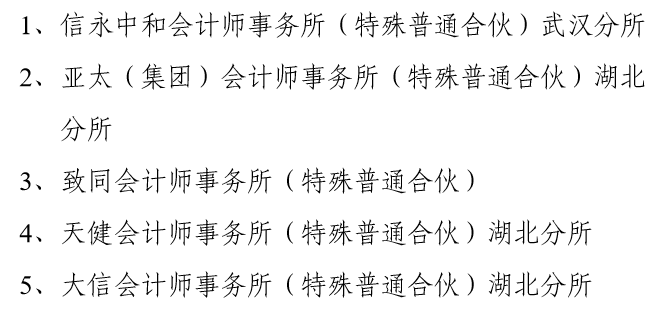 1、信永中和会计师事务所（特殊普通合伙）武汉分所
2、亚太（集团）会计师事务所（特殊普通合伙）湖北
分所
3、致同会计师事务所（特殊普通合伙）
4、天健会计师事务所（特殊普通合伙）湖北分所
5、大信会计师事务所（特殊普通合伙）湖北分所